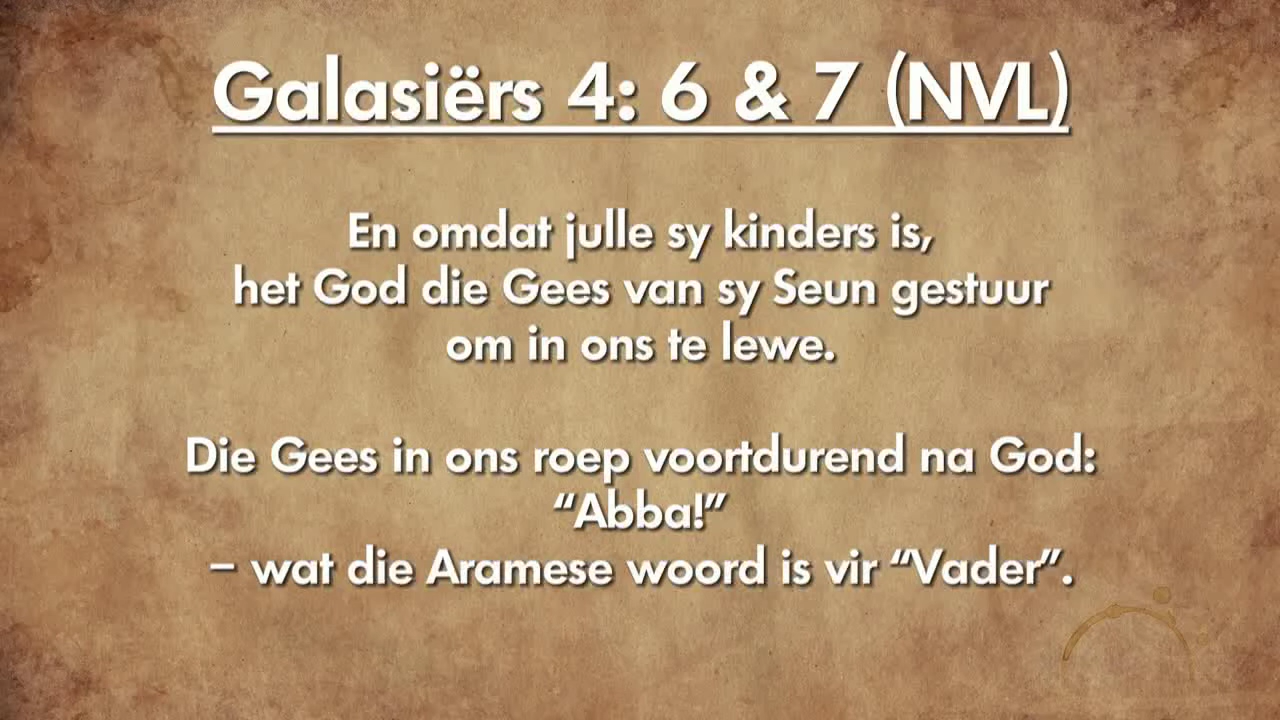 Galasiërs 4: 6 & 7 (NVL)
En omdat julle sy kinders is,
het God die Gees van sy Seun gestuur
om in ons te lewe.
Die Gees in ons roep voortdurend na God:
“Abba!”
– wat die Aramese woord is vir “Vader”.